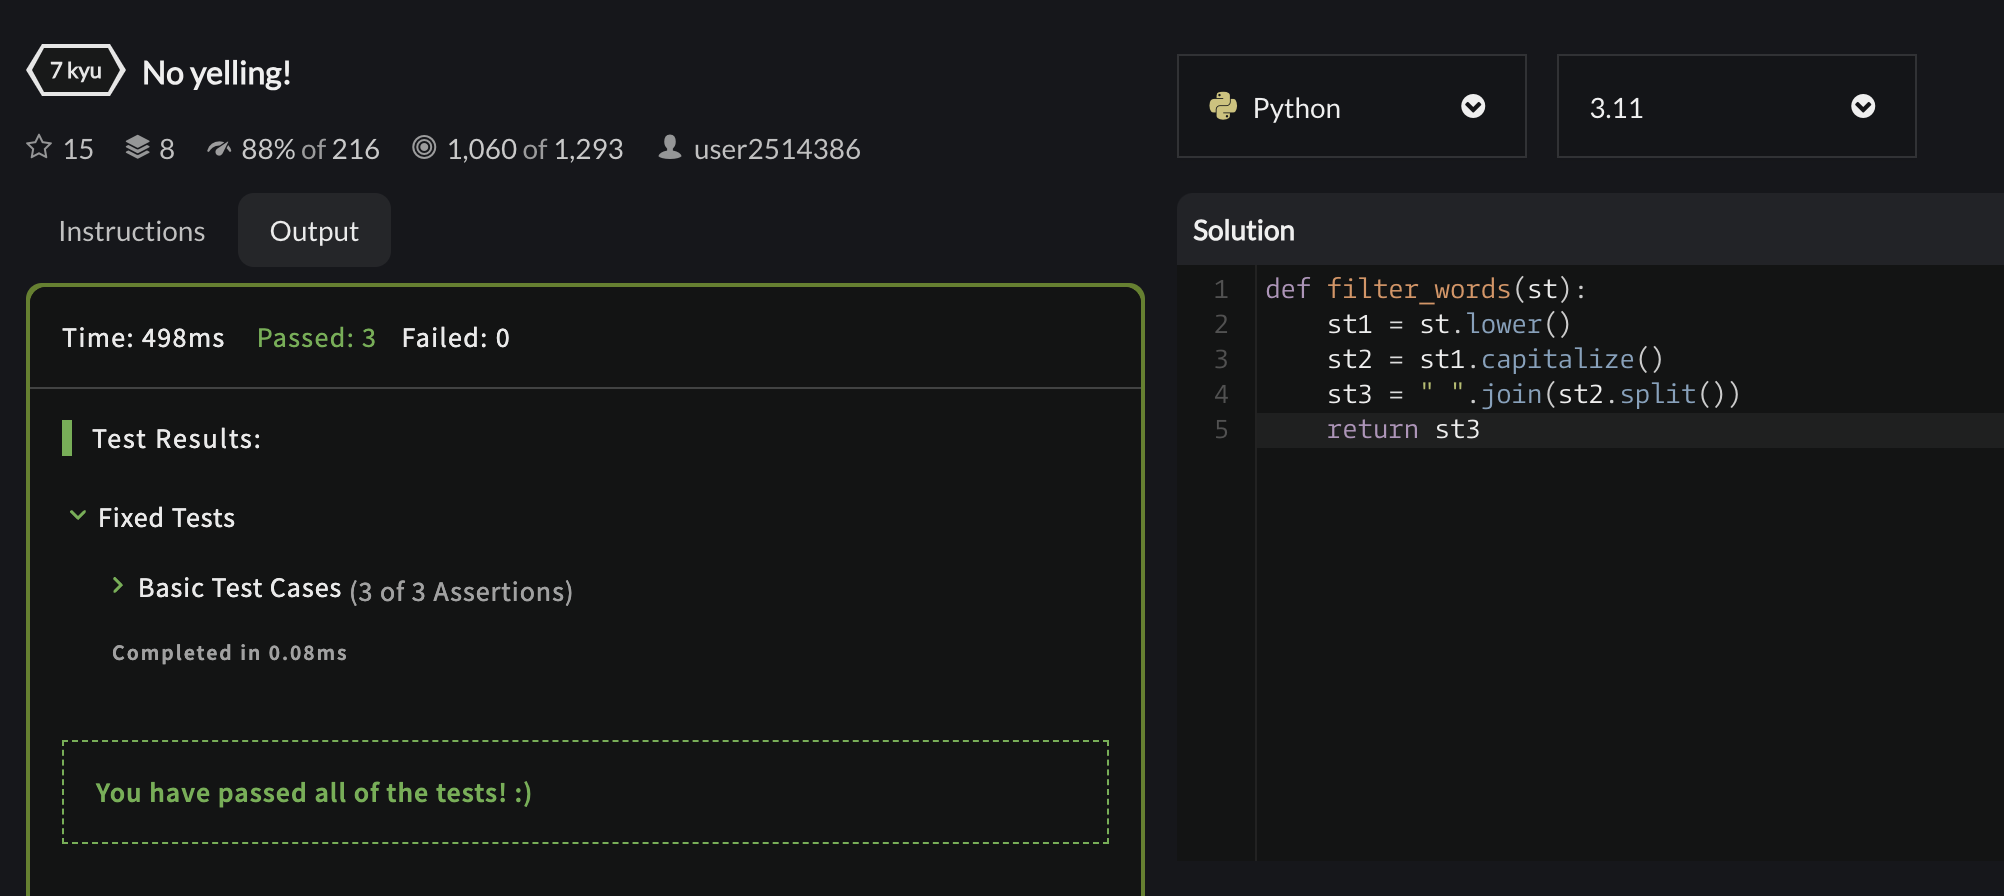 7 kyu No yelling!
15 8 88% of 216 1,060 of 1,293 user2514386
Instructions Output
Time: 498ms Passed: 3 Failed: 0
Test Results:
Fixed Tests
Basic Test Cases (3 of 3 Assertions)
Completed in 0.08ms
You have passed all of the tests! :)
Python 3.11
Solution
1 def filter_words(st):
2     st1 = st.lower()
3     st2 = st1.capitalize()
4     st3 = " ".join(st2.split())
5     return st3